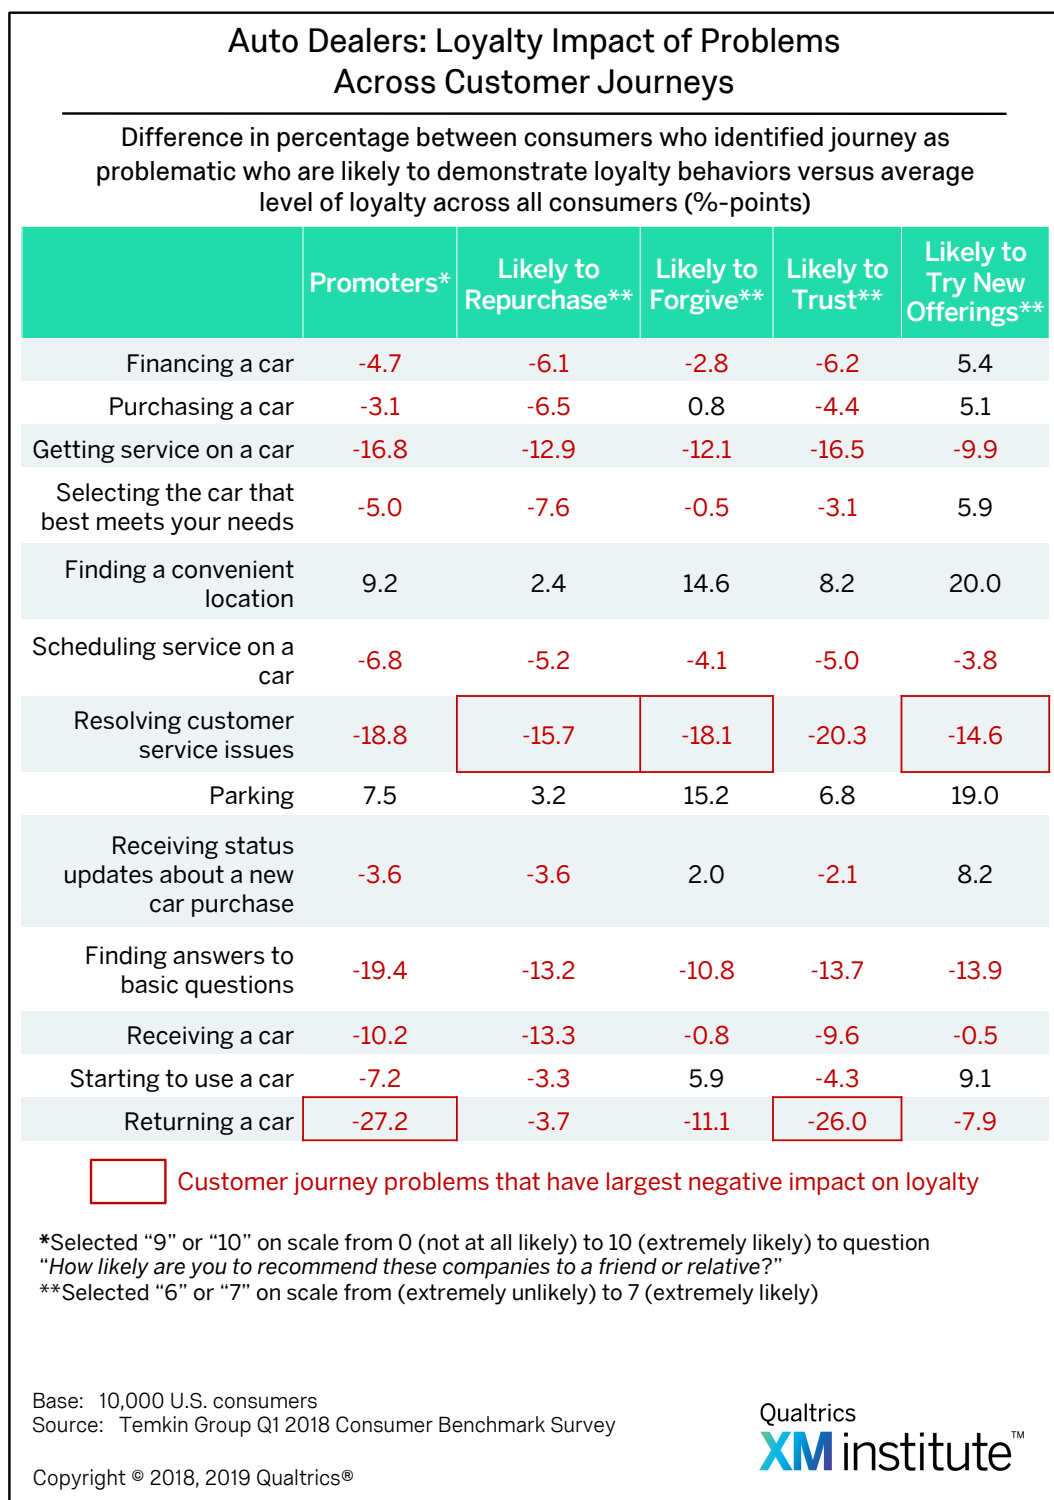 Auto Dealers: Loyalty Impact of Problems
Across Customer Journeys
Difference in percentage between consumers who identified journey as
problematic who are likely to demonstrate loyalty behaviors versus average
level of loyalty across all consumers (%-points)
Promoters* Likely to Repurchase** Likely to Forgive** Likely to Trust** Likely to Try New Offerings**
Financing a car -4.7 -6.1 -2.8 -6.2 5.4
Purchasing a car -3.1 -6.5 0.8 -4.4 5.1
Getting service on a car -16.8 -12.9 -12.1 -16.5 -9.9
Selecting the car that
best meets your needs -5.0 -7.6 -0.5 -3.1 5.9
Finding a convenient
location 9.2 2.4 14.6 8.2 20.0
Scheduling service on a
car -6.8 -5.2 -4.1 -5.0 -3.8
Resolving customer
service issues -18.8 -15.7 -18.1 -20.3 -14.6
Parking 7.5 3.2 15.2 6.8 19.0
Receiving status
updates about a new
car purchase -3.6 -3.6 2.0 -2.1 8.2
Finding answers to
basic questions -19.4 -13.2 -10.8 -13.7 -13.9
Receiving a car -10.2 -13.3 -0.8 -9.6 -0.5
Starting to use a car -7.2 -3.3 5.9 -4.3 9.1
Returning a car -27.2 -3.7 -11.1 -26.0 -7.9
Customer journey problems that have largest negative impact on loyalty
*Selected “9” or “10” on scale from 0 (not at all likely) to 10 (extremely likely) to question
“How likely are you to recommend these companies to a friend or relative?”
**Selected “6” or “7” on scale from (extremely unlikely) to 7 (extremely likely)
Base: 10,000 U.S. consumers
Source: Temkin Group Q1 2018 Consumer Benchmark Survey
Copyright © 2018, 2019 Qualtrics®
Qualtrics
XM institute™